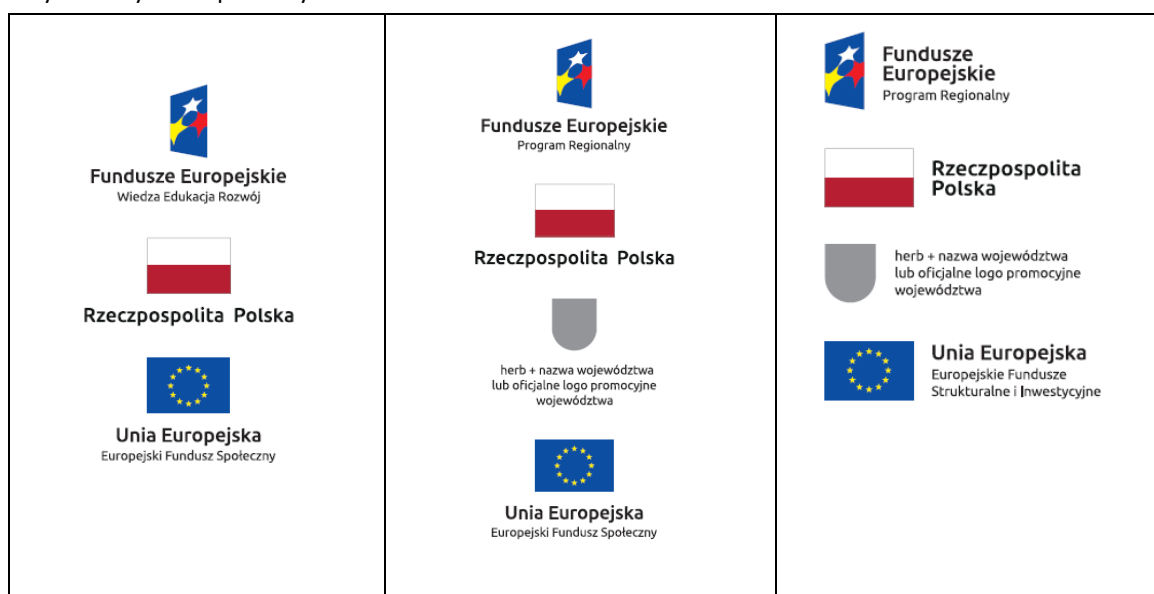 Fundusze Europejskie
Wiedza Edukacja Rozwój
Rzeczpospolita Polska
Unia Europejska
Europejski Fundusz Społeczny
Fundusze Europejskie
Program Regionalny
Rzeczpospolita Polska
herb + nazwa województwa
lub oficjalne logo promocyjne
województwa
Unia Europejska
Europejski Fundusz Społeczny
Fundusze
Europejskie
Program Regionalny
Rzeczpospolita
Polska
herb + nazwa województwa
lub oficjalne logo promocyjne
województwa
Unia Europejska
Europejskie Fundusze
Strukturalne i Inwestycyjne